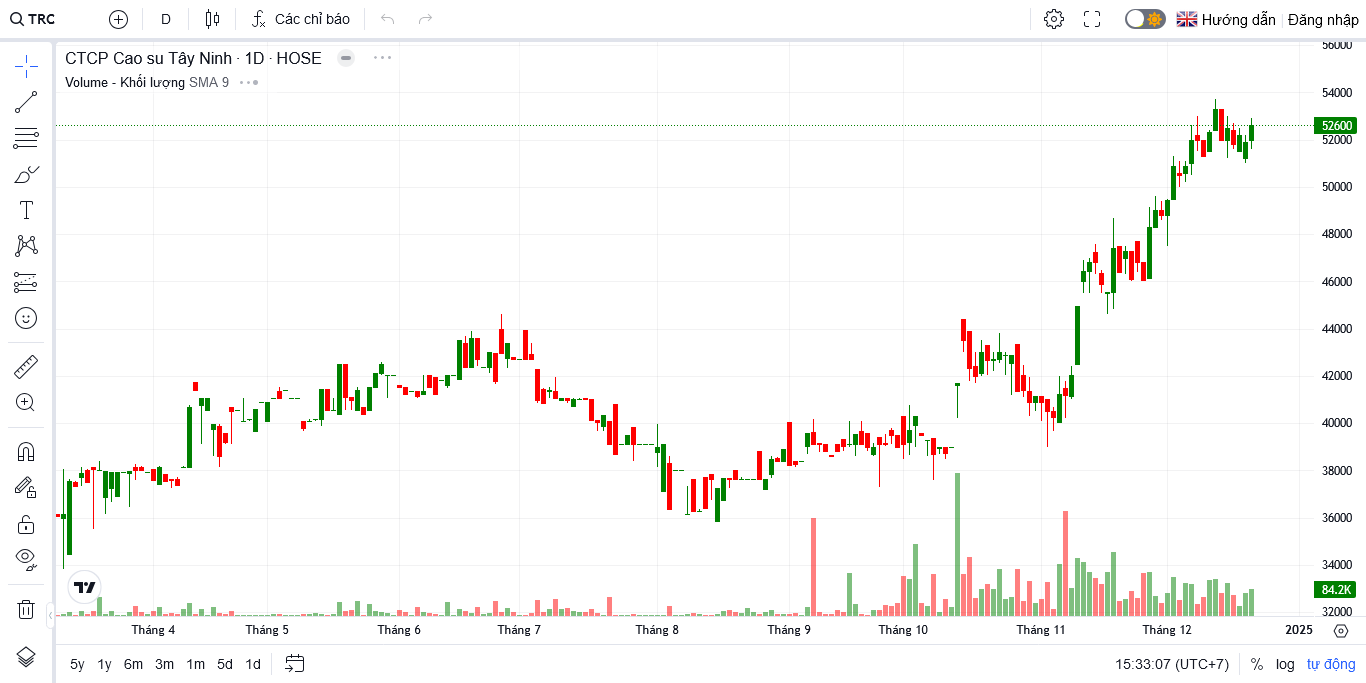 TRC D Các chỉ báo Hướng dẫn Đăng nhập
CTCP Cao su Tây Ninh · 1D · HOSE
Volume - Khối lượng SMA 9
56000
54000
52600
52000
50000
48000
46000
44000
42000
40000
38000
36000
34000
84.2K
32000
Tháng 4 Tháng 5 Tháng 6 Tháng 7 Tháng 8 Tháng 9 Tháng 10 Tháng 11 Tháng 12 2025
5y 1y 6m 3m 1m 5d 1d 15:33:07 (UTC+7) % log tự động